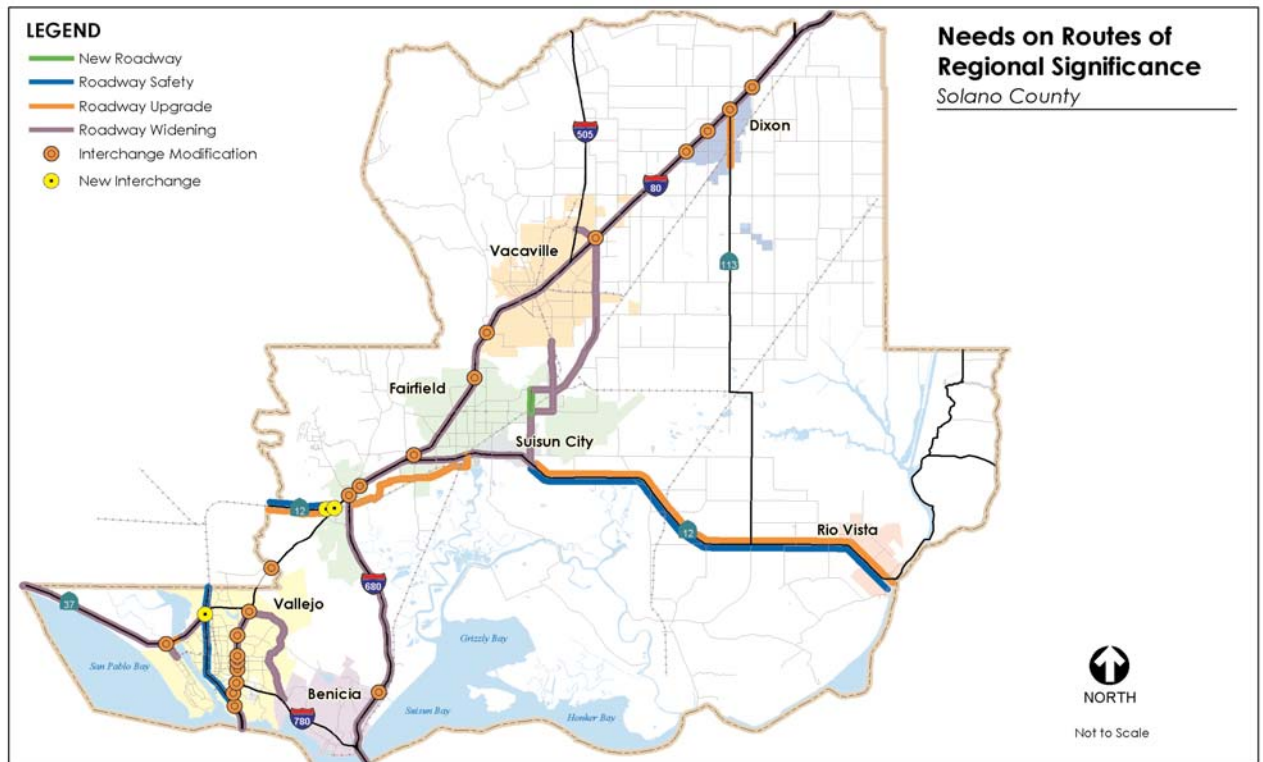 LEGEND
New Roadway
Roadway Safety
Roadway Upgrade
Roadway Widening
Interchange Modification
New Interchange
Needs on Routes of
Regional Significance
Solano County
505
Dixon
80
Vacaville
113
Fairfield
Suisun City
12
12
Rio Vista
680
37
Vallejo
San Pablo Bay
Grizzly Bay
Benicia
780
Suisun Bay
Honker Bay
NORTH
Not to Scale